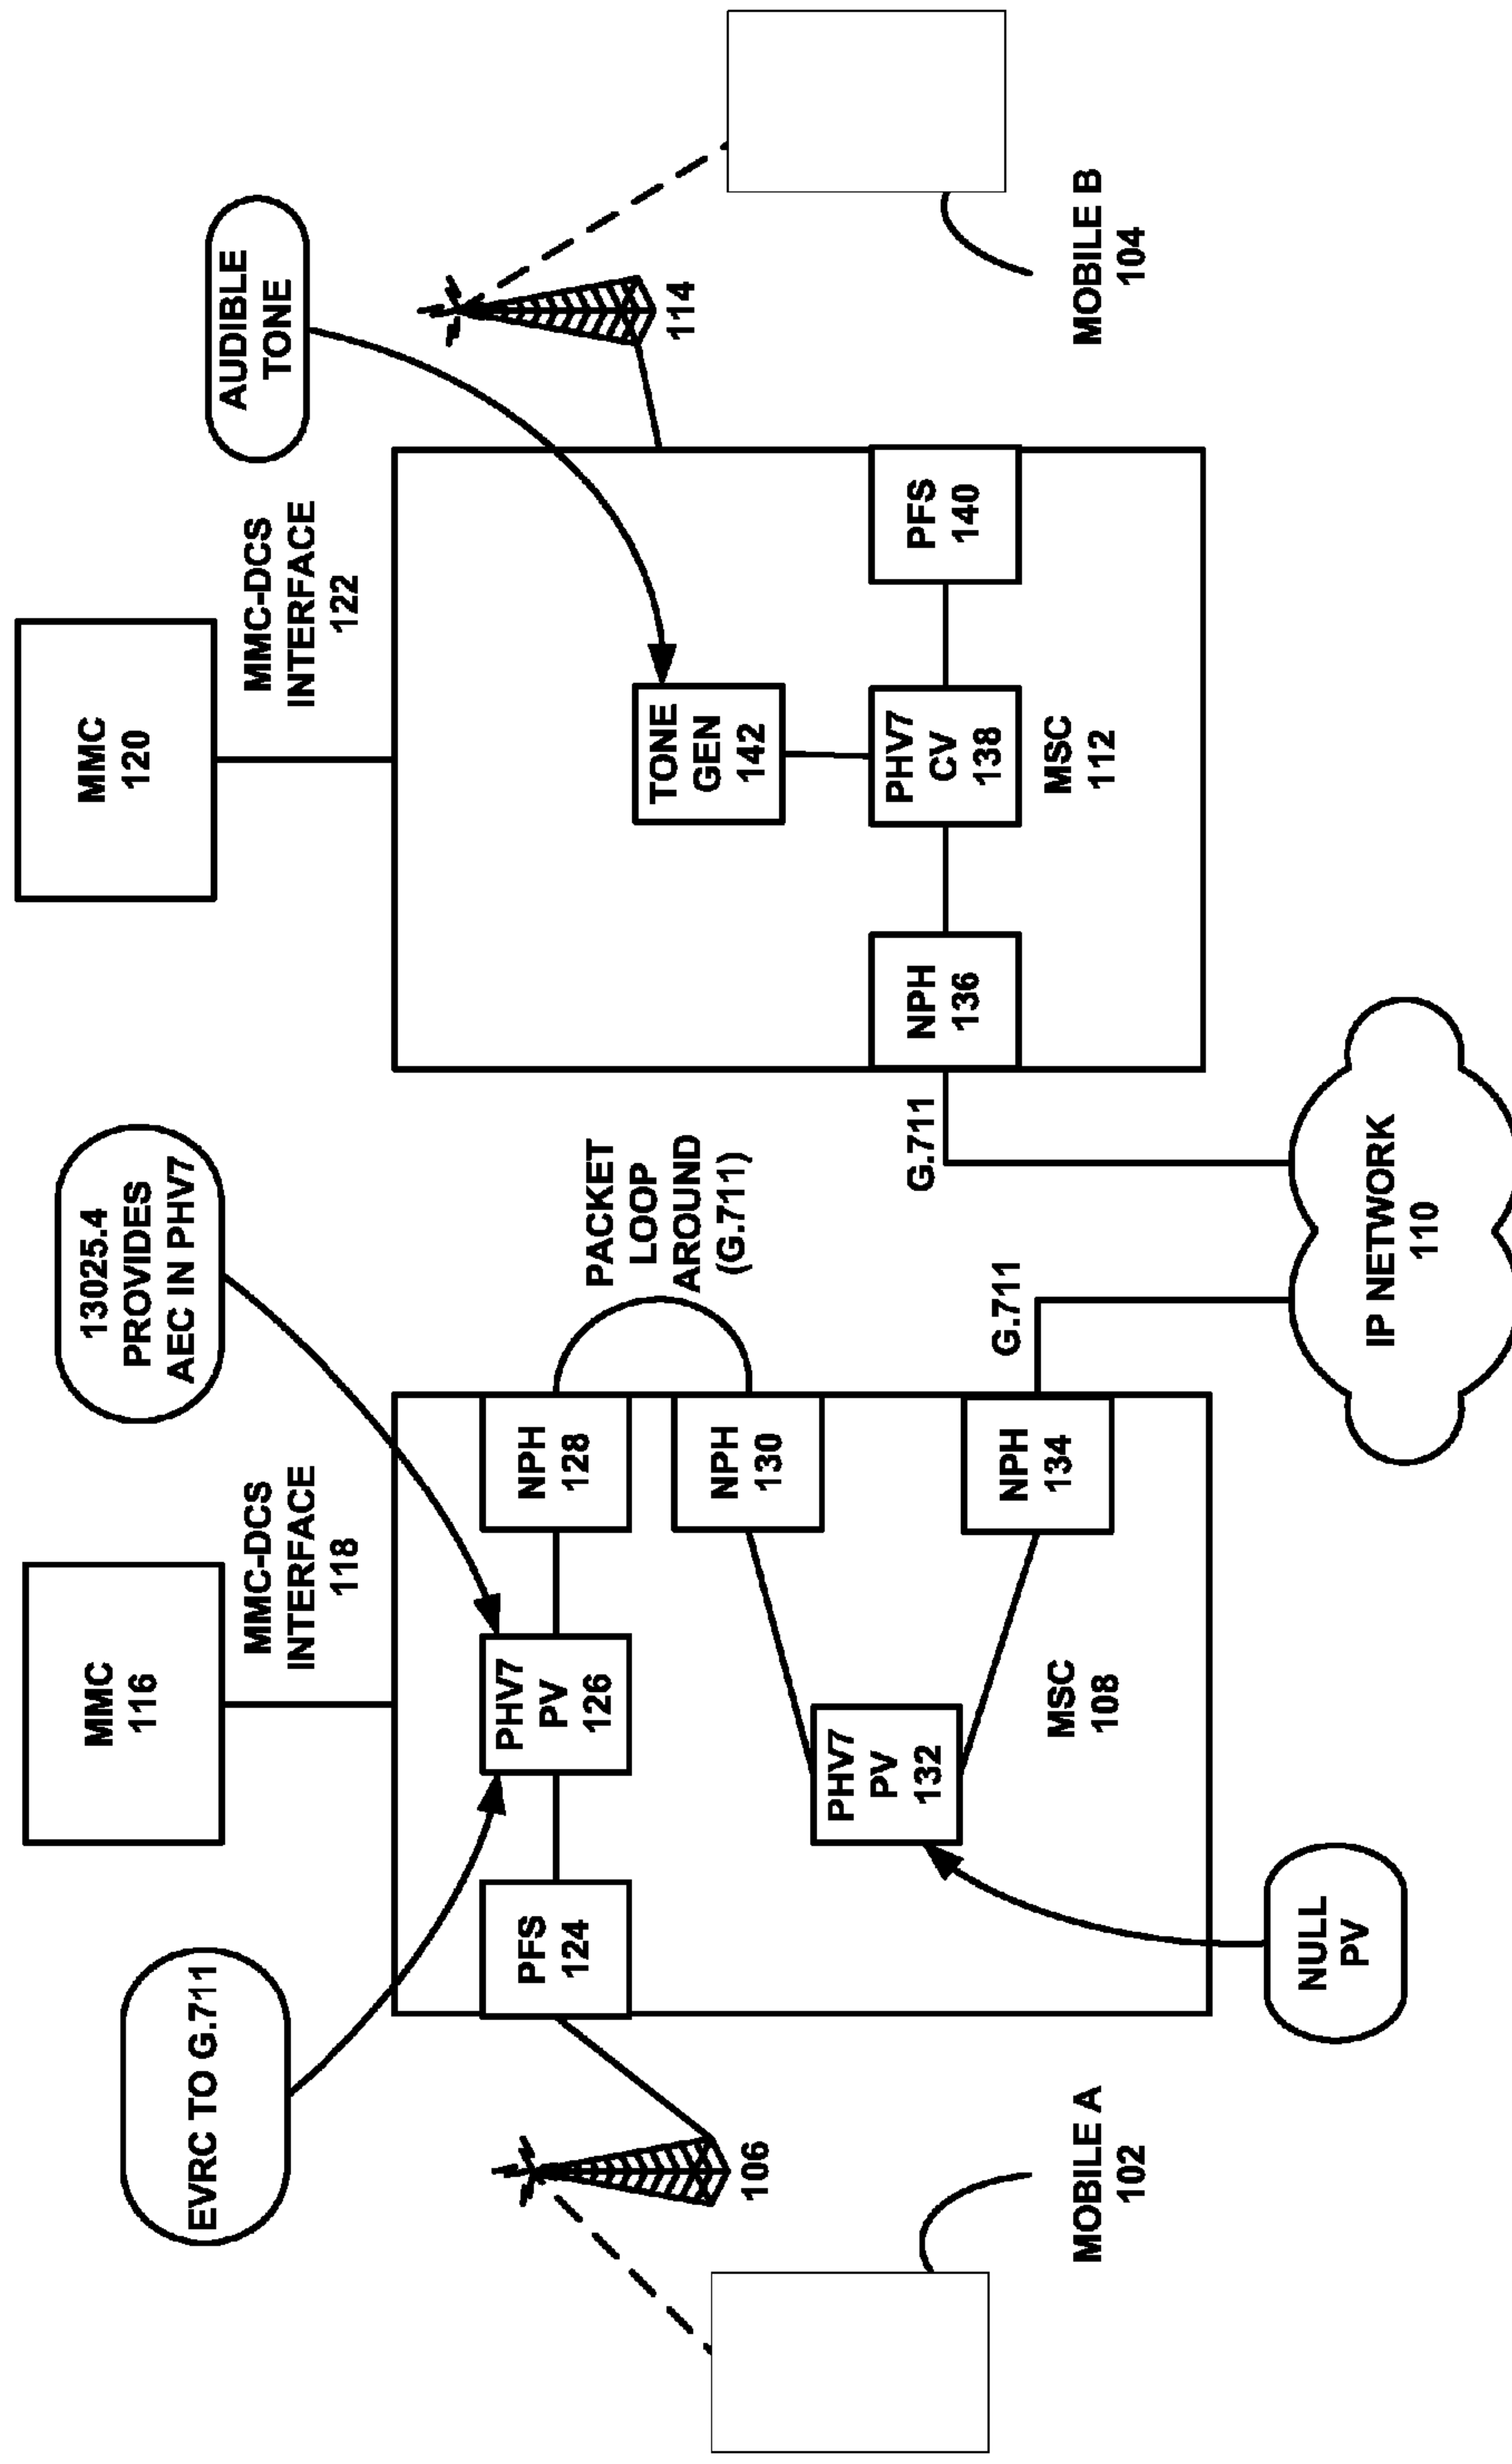 EVRC TO G.711
MMC
116
MMC-DCS
INTERFACE
118
13025.4
PROVIDES
AEC IN PHV7
MMC
120
MMC-DCS
INTERFACE
122
AUDIBLE
TONE
106
PFS
124
PHV7
PV
126
NPH
128
NPH
130
PACKET
LOOP
AROUND
(G.711)
PHV7
PV
132
NPH
134
MSC
108
TONE
GEN
142
NPH
136
PHV7
CV
138
PFS
140
MSC
112
114
MOBILE A
102
NULL
PV
G.711
G.711
IP NETWORK
110
MOBILE B
104